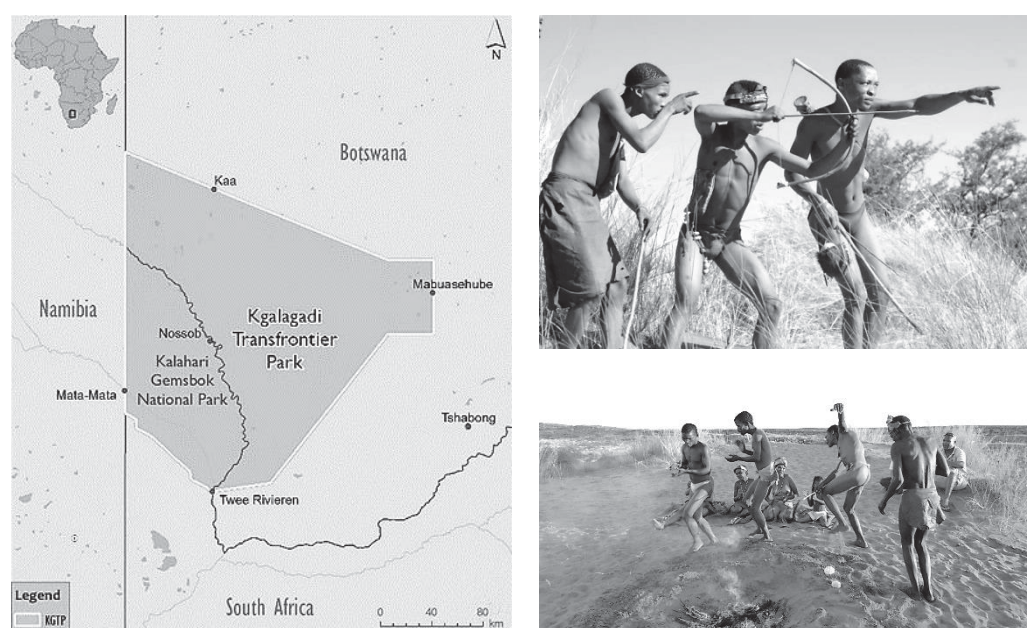 N
Botswana
Kaa
Mabuasehube
Namibia
Kgalagadi
Transfrontier
Park
Nossob
Kalahari
Gemsbok
National Park
Mata-Mata
Tshabong
Twee Rivieren
South Africa
Legend
KGTP
0 40 80
km